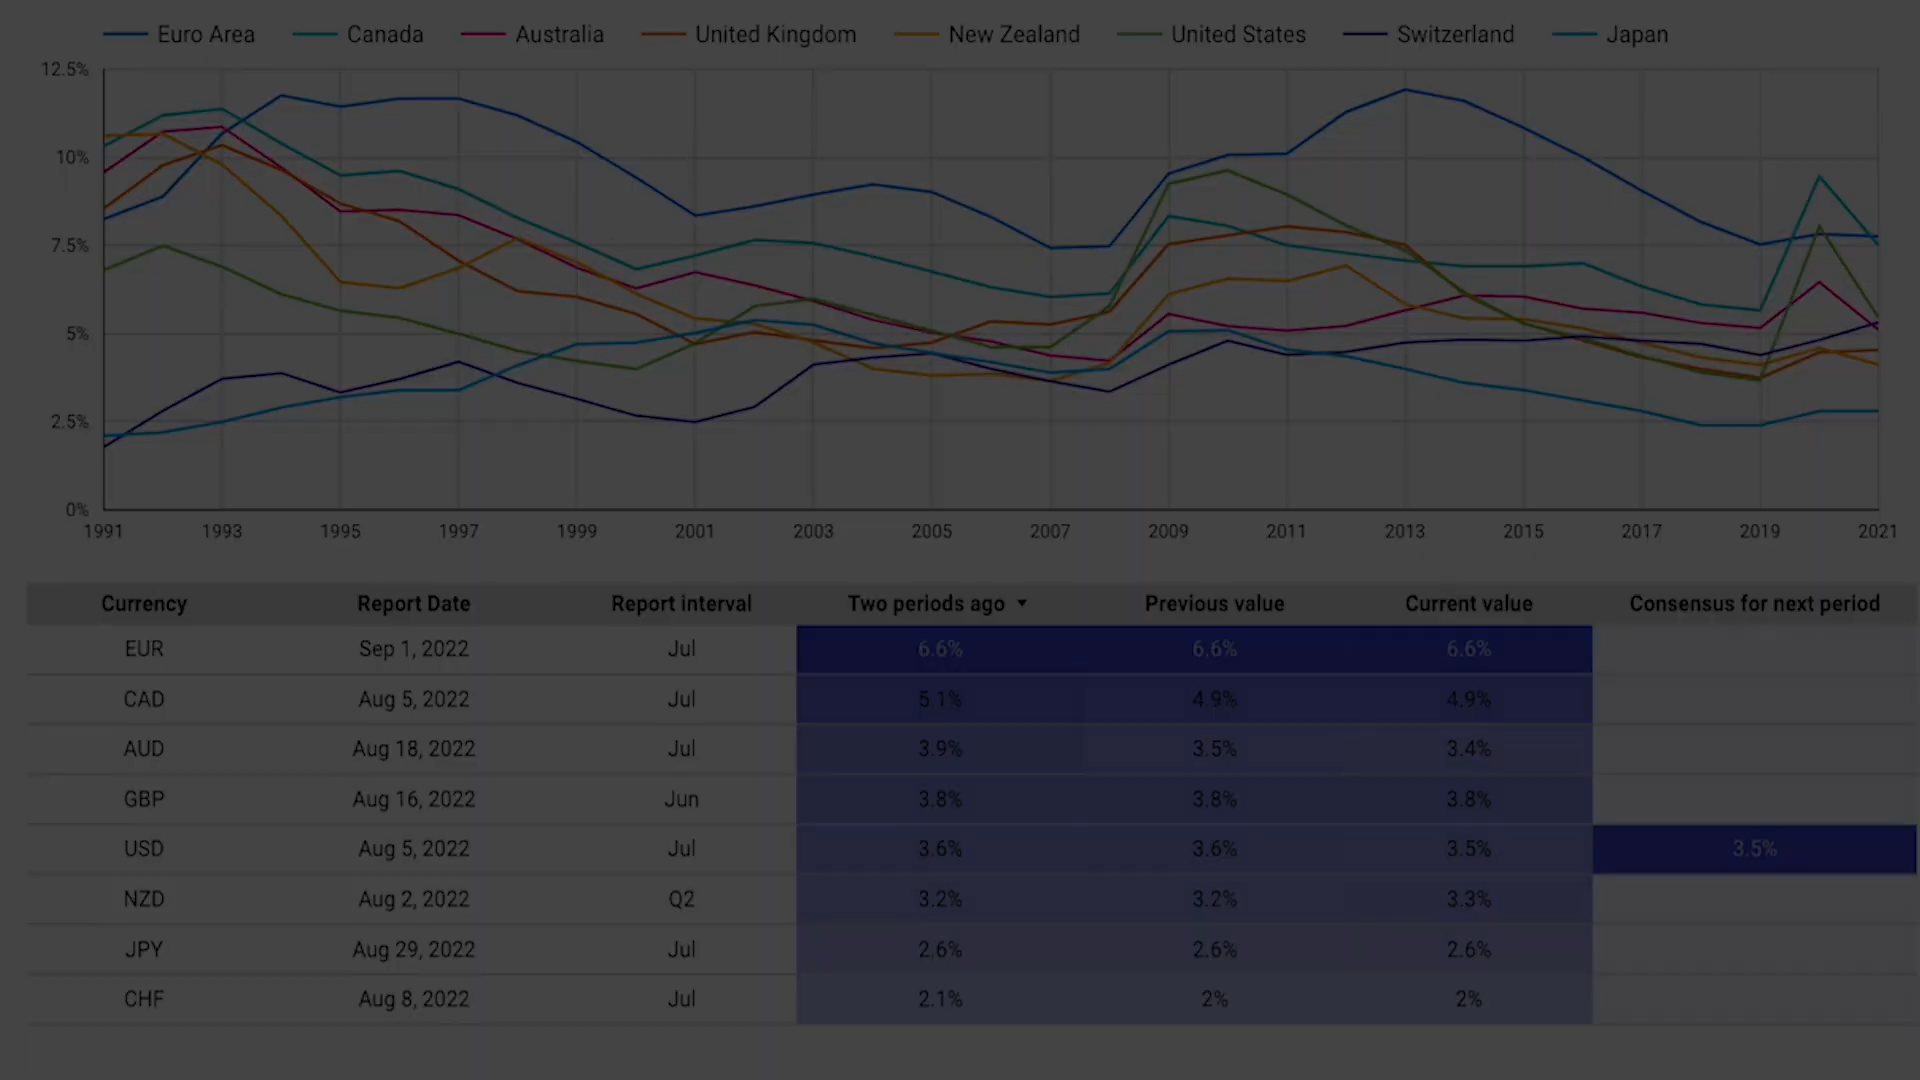 Euro Area Canada Australia United Kingdom New Zealand United States Switzerland Japan
12.5%
10%
7.5%
5%
2.5%
0%
1991 1993 1995 1997 1999 2001 2003 2005 2007 2009 2011 2013 2015 2017 2019 2021
Currency Report Date Report interval Two periods ago Previous value Current value Consensus for next period
EUR Sep 1, 2022 Jul 6.6% 6.6% 6.6%
CAD Aug 5, 2022 Jul 5.1% 4.9% 4.9%
AUD Aug 18, 2022 Jul 3.9% 3.5% 3.4%
GBP Aug 16, 2022 Jun 3.8% 3.8% 3.8%
USD Aug 5, 2022 Jul 3.6% 3.6% 3.5% 3.5%
NZD Aug 2, 2022 Q2 3.2% 3.2% 3.3%
JPY Aug 29, 2022 Jul 2.6% 2.6% 2.6%
CHF Aug 8, 2022 Jul 2.1% 2% 2%